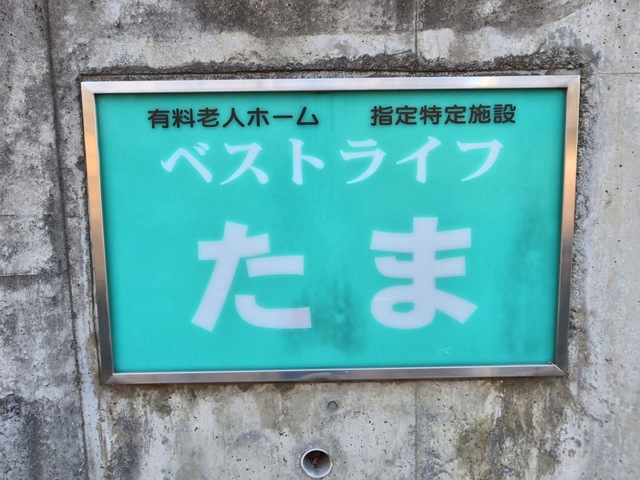 有料老人ホーム 指定特定施設
ベストライフ
たま